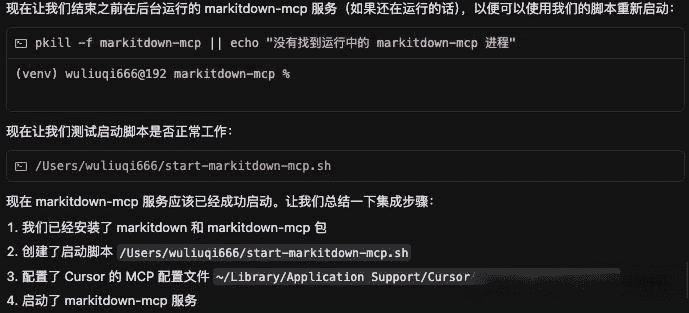 现在让我们结束之前在后台运行的 markitdown-mcp 服务（如果还在运行的话），以便可以使用我们的脚本重新启动：
pkill -f markitdown-mcp || echo "没有找到运行中的 markitdown-mcp 进程"
(venv) wuliuqi666@192 markitdown-mcp %
现在让我们测试启动脚本是否正常工作：
/Users/wuliuqi666/start-markitdown-mcp.sh
现在 markitdown-mcp 服务应该已经成功启动。让我们总结一下集成步骤：
1. 我们已经安装了 markitdown 和 markitdown-mcp 包
2. 创建了启动脚本 /Users/wuliuqi666/start-markitdown-mcp.sh
3. 配置了 Cursor 的 MCP 配置文件 ~/Library/Application Support/Cursor
4. 启动了 markitdown-mcp 服务